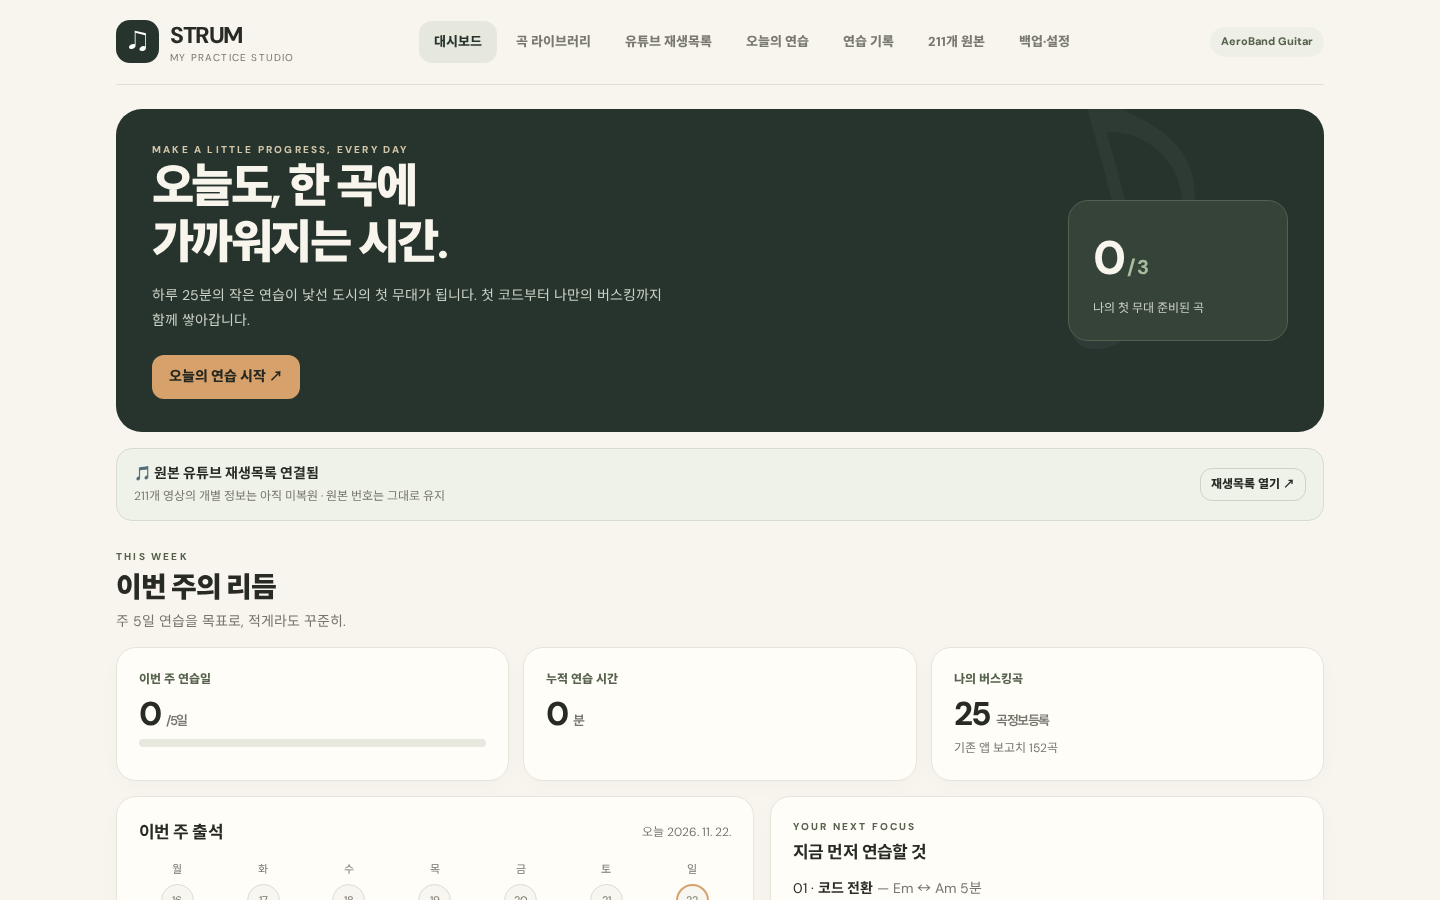 STRUM
MY PRACTICE STUDIO
대시보드
곡 라이브러리
유튜브 재생목록
오늘의 연습
연습 기록
211개 원본
백업·설정
AeroBand Guitar
MAKE A LITTLE PROGRESS, EVERY DAY
오늘도, 한 곡에
가까워지는 시간.
하루 25분의 작은 연습이 낯선 도시의 첫 무대가 됩니다. 첫 코드부터 나만의 버스킹까지
함께 쌓아갑니다.
오늘의 연습 시작 ↗
0/3
나의 첫 무대 준비된 곡
🎵 원본 유튜브 재생목록 연결됨
211개 영상의 개별 정보는 아직 미복원 · 원본 번호는 그대로 유지
재생목록 열기 ↗
THIS WEEK
이번 주의 리듬
주 5일 연습을 목표로, 적게라도 꾸준히.
이번 주 연습일
0 /5일
누적 연습 시간
0 분
나의 버스킹곡
25 곡정보등록
기존 앱 보고치 152곡
이번 주 출석
오늘 2026. 11. 22.
월 화 수 목 금 토 일
16 17 18 19 20 21 22
YOUR NEXT FOCUS
지금 먼저 연습할 것
01 · 코드 전환 — Em ↔ Am 5분